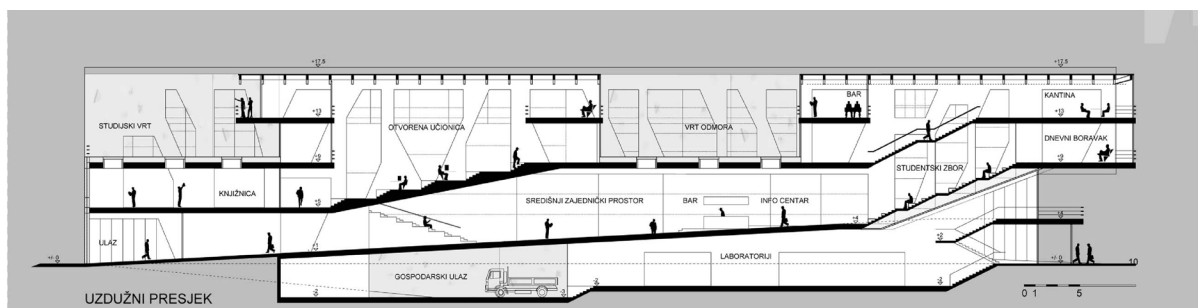 +17.5
+17.5
BAR
KANTINA
+13
+13
+13
STUDIJSKI VRT
OTVORENA UČIONICA
VRT ODMORA
DNEVNI BORAVAK
+9
+9
STUDENTSKI ZBOR
KNJIŽNICA
SREDIŠNJI ZAJEDNIČKI PROSTOR
BAR
INFO CENTAR
+5
+4
ULAZ
+1
+2
LABORATORIJI
+/- 0
+/- 0
10
GOSPODARSKI ULAZ
0 1 5
UZDUŽNI PRESJEK